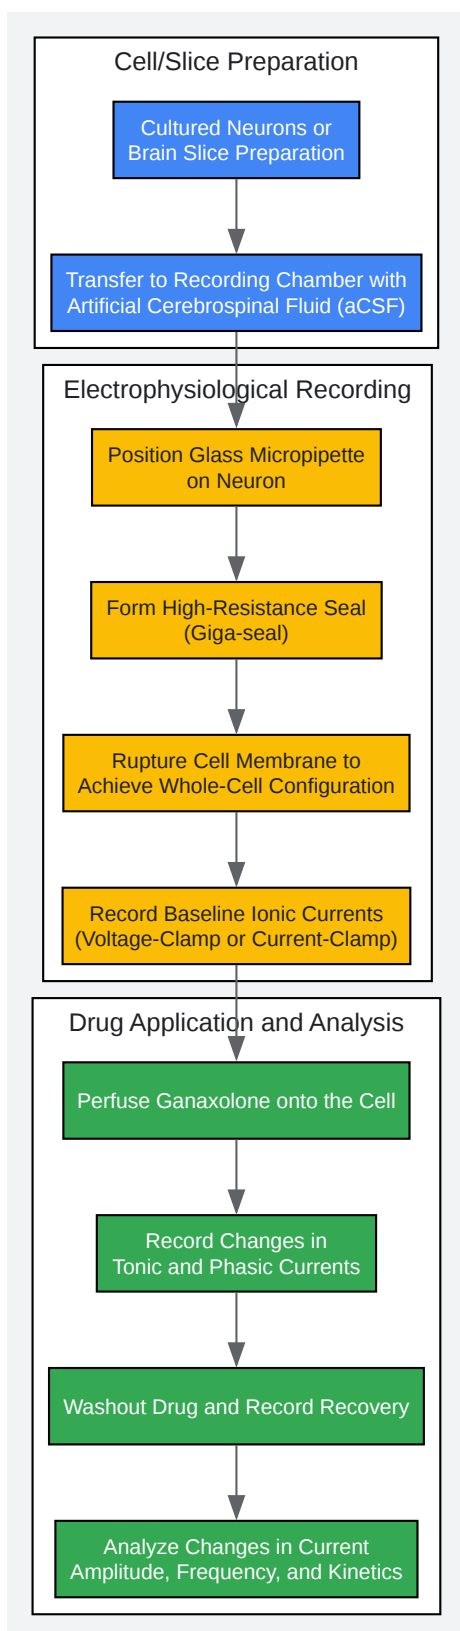 Cell/Slice Preparation
Cultured Neurons or
Brain Slice Preparation
Transfer to Recording Chamber with
Artificial Cerebrospinal Fluid (aCSF)
Electrophysiological Recording
Position Glass Micropipette
on Neuron
Form High-Resistance Seal
(Giga-seal)
Rupture Cell Membrane to
Achieve Whole-Cell Configuration
Record Baseline Ionic Currents
(Voltage-Clamp or Current-Clamp)
Drug Application and Analysis
Perfuse Ganaxolone onto the Cell
Record Changes in
Tonic and Phasic Currents
Washout Drug and Record Recovery
Analyze Changes in Current
Amplitude, Frequency, and Kinetics